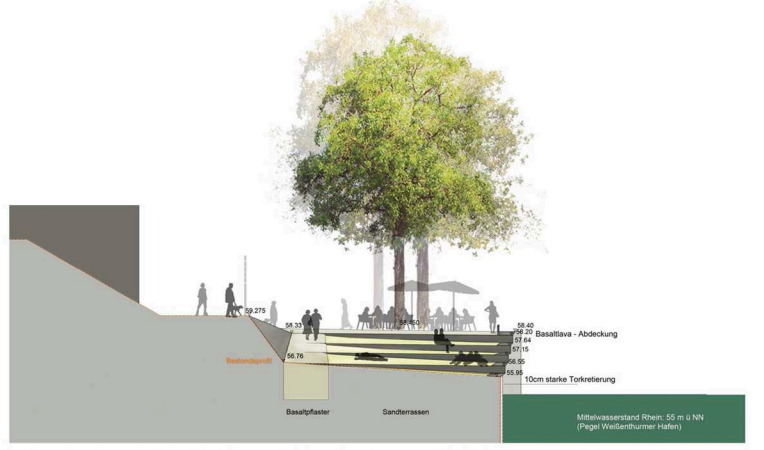 59.275
58.33
58.350
58.40
58.20
Basaltlava - Abdeckung
57.64
57.15
56.76
56.55
Bestandsprofil
55.95
10cm starke Torkretierung
Basaltpflaster
Sandterrassen
Mittelwasserstand Rhein: 55 m ü NN
(Pegel Weißenthurmer Hafen)